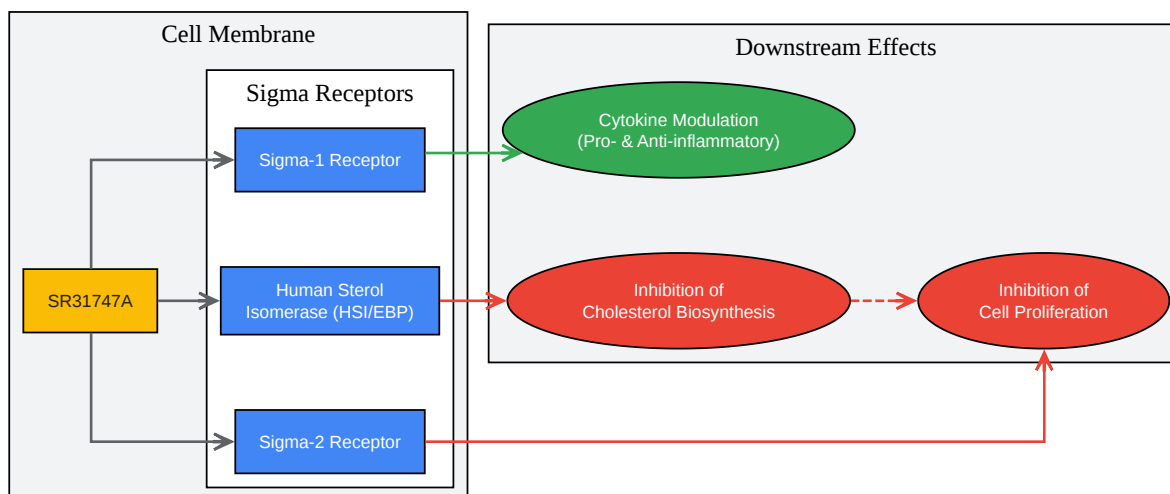 Cell Membrane
Downstream Effects
Sigma Receptors
Cytokine Modulation
(Pro- & Anti-inflammatory)
Sigma-1 Receptor
SR31747A
Human Sterol
Isomerase (HSI/EBP)
Inhibition of
Cholesterol Biosynthesis
Inhibition of
Cell Proliferation
Sigma-2 Receptor